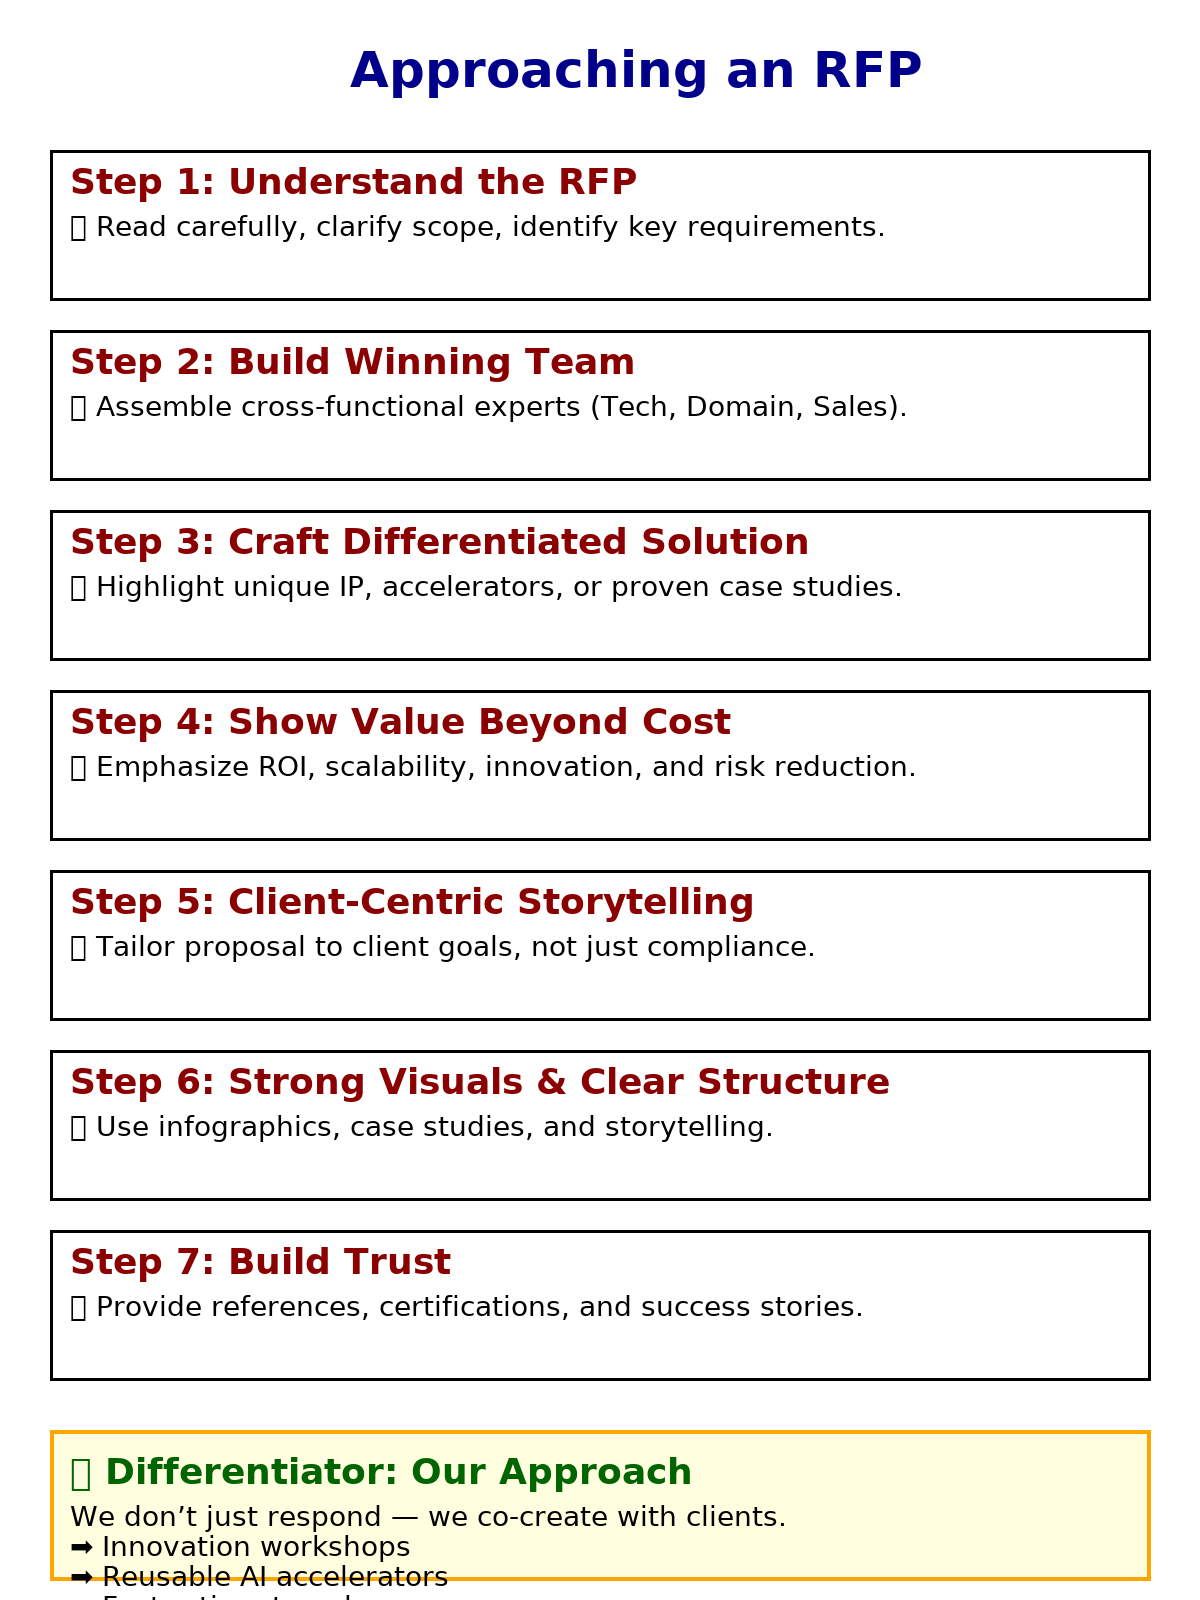 Approaching an RFP
Step 1: Understand the RFP
Read carefully, clarify scope, identify key requirements.
Step 2: Build Winning Team
Assemble cross-functional experts (Tech, Domain, Sales).
Step 3: Craft Differentiated Solution
Highlight unique IP, accelerators, or proven case studies.
Step 4: Show Value Beyond Cost
Emphasize ROI, scalability, innovation, and risk reduction.
Step 5: Client-Centric Storytelling
Tailor proposal to client goals, not just compliance.
Step 6: Strong Visuals & Clear Structure
Use infographics, case studies, and storytelling.
Step 7: Build Trust
Provide references, certifications, and success stories.
Differentiator: Our Approach
We don’t just respond — we co-create with clients.
➡ Innovation workshops
➡ Reusable AI accelerators